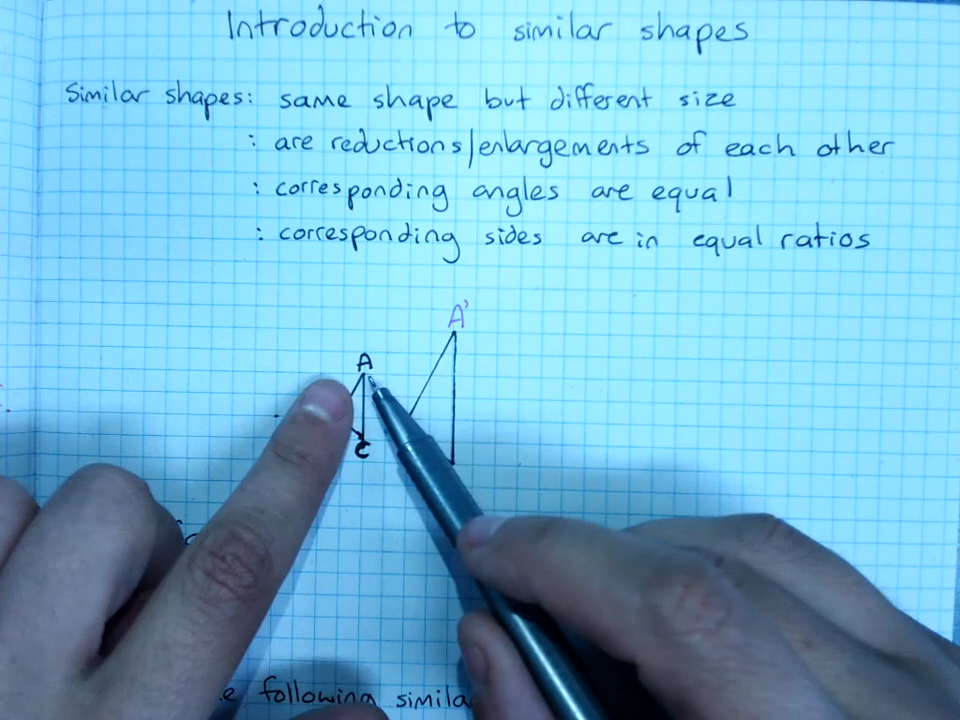 Introduction to similar shapes
Similar shapes: same shape but different size
: are reductions/enlargements of each other
: corresponding angles are equal
: corresponding sides are in equal ratios
A'
A
C
following